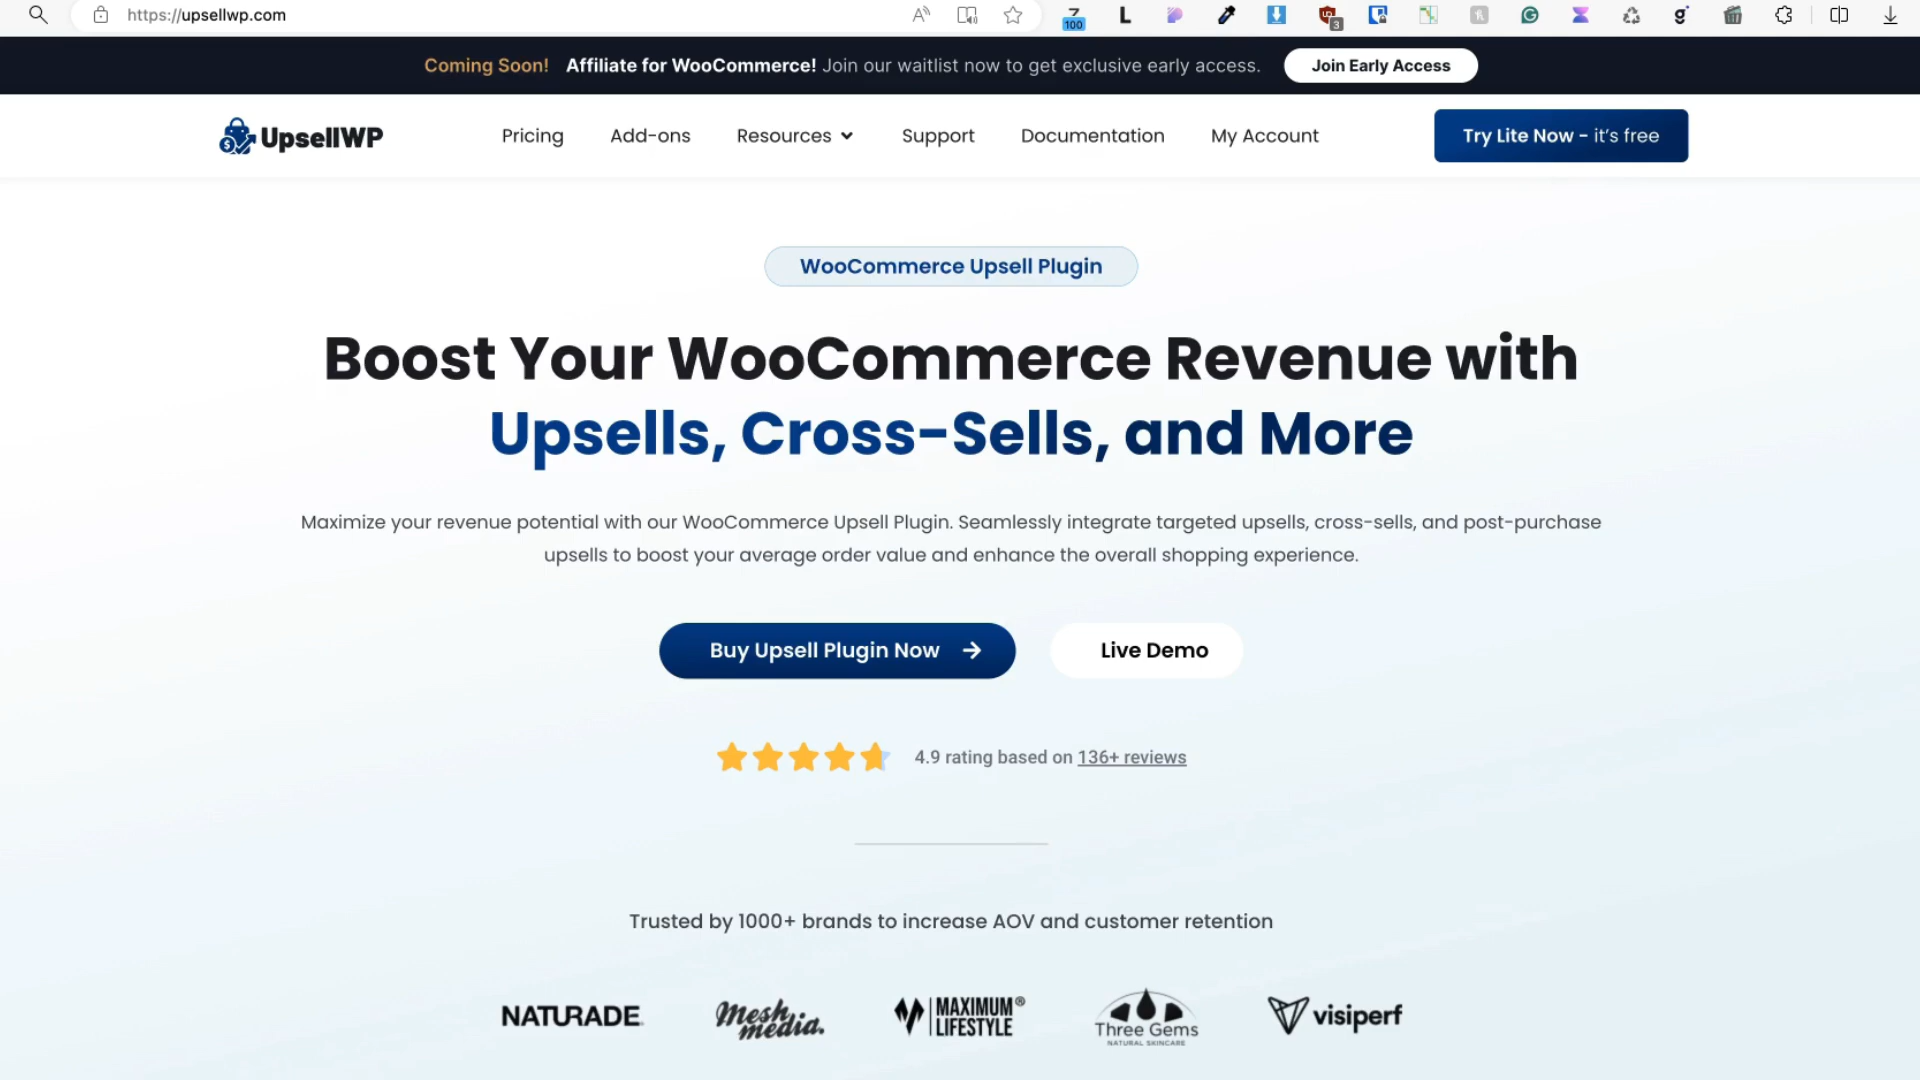 https://upsellwp.com
100
3
Coming Soon! Affiliate for WooCommerce! Join our waitlist now to get exclusive early access. Join Early Access
UpsellWP Pricing Add-ons Resources Support Documentation My Account Try Lite Now - it's free
WooCommerce Upsell Plugin
Boost Your WooCommerce Revenue with
Upsells, Cross-Sells, and More
Maximize your revenue potential with our WooCommerce Upsell Plugin. Seamlessly integrate targeted upsells, cross-sells, and post-purchase
upsells to boost your average order value and enhance the overall shopping experience.
Buy Upsell Plugin Now Live Demo
4.9 rating based on 136+ reviews
Trusted by 1000+ brands to increase AOV and customer retention
NATURADE
Mesh
media.
MAXIMUM®
LIFESTYLE
Three Gems
NATURAL SKINCARE
visiperf